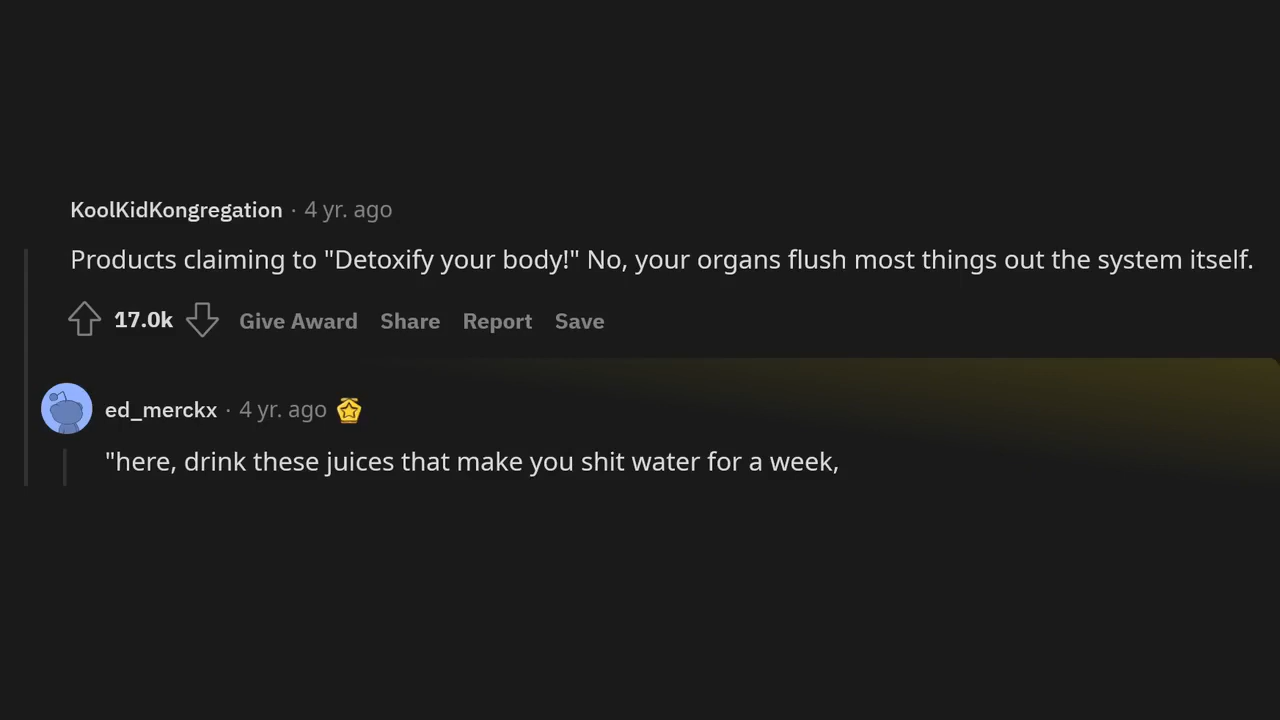 KoolKidKongregation · 4 yr. ago
Products claiming to "Detoxify your body!" No, your organs flush most things out the system itself.
17.0k Give Award Share Report Save
ed_merckx · 4 yr. ago
"here, drink these juices that make you shit water for a week,